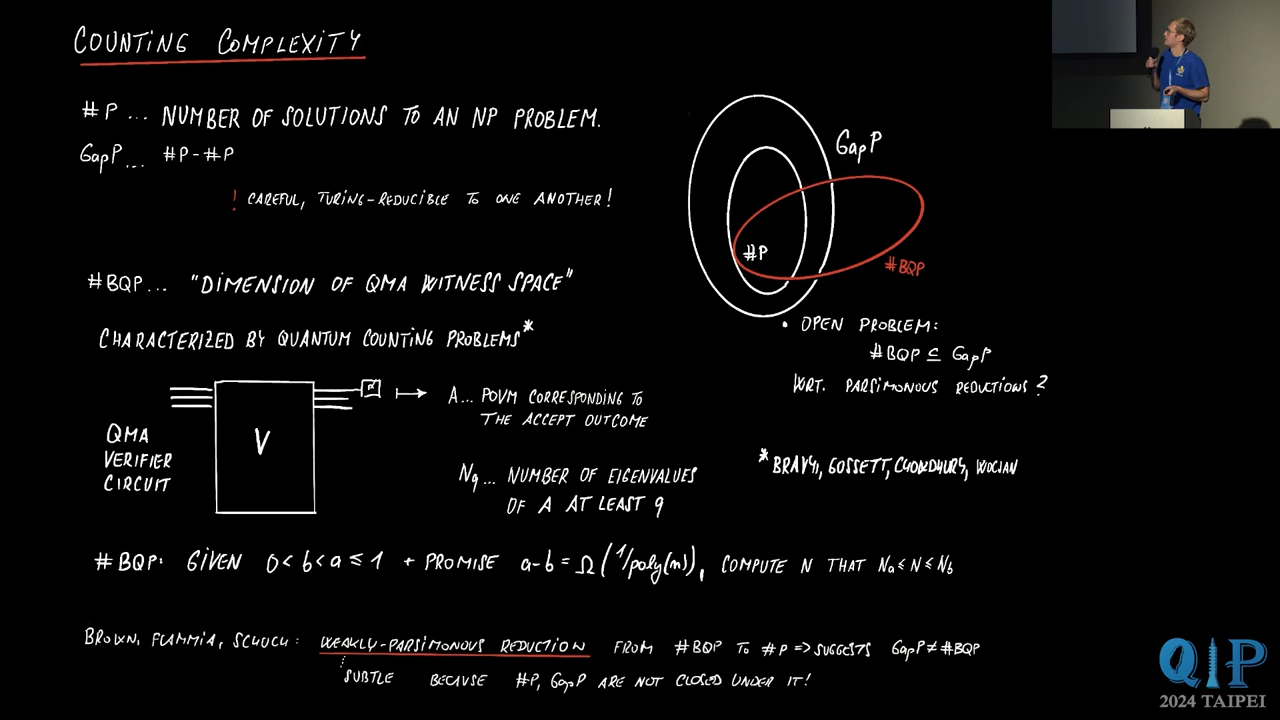 COUNTING COMPLEXITY
#P ... NUMBER OF SOLUTIONS TO AN NP PROBLEM.
GapP... #P-#P
! CAREFUL, TURING-REDUCIBLE TO ONE ANOTHER!
GapP
#P
#BQP
#BQP... "DIMENSION OF QMA WITNESS SPACE"
CHARACTERIZED BY QUANTUM COUNTING PROBLEMS*
• OPEN PROBLEM:
#BQP ⊆ GapP
WRT. PARSIMONOUS REDUCTIONS?
QMA
VERIFIER
CIRCUIT
V
A... POVM CORRESPONDING TO
THE ACCEPT OUTCOME
Nq... NUMBER OF EIGENVALUES
OF A AT LEAST q
*BRAVYI, GOSSETT, CHOWDHURY, WOCJAN
#BQP: GIVEN 0<b<a≤1 + PROMISE a-b = Ω(1/poly(n)), COMPUTE N THAT Na≤N≤Nb
BROWN, FLAMMIA, SCHUCH: WEAKLY-PARSIMONOUS REDUCTION FROM #BQP TO #P => SUGGESTS GapP≠#BQP
SUBTLE BECAUSE #P, GapP ARE NOT CLOSED UNDER IT!
QIP
2024 TAIPEI